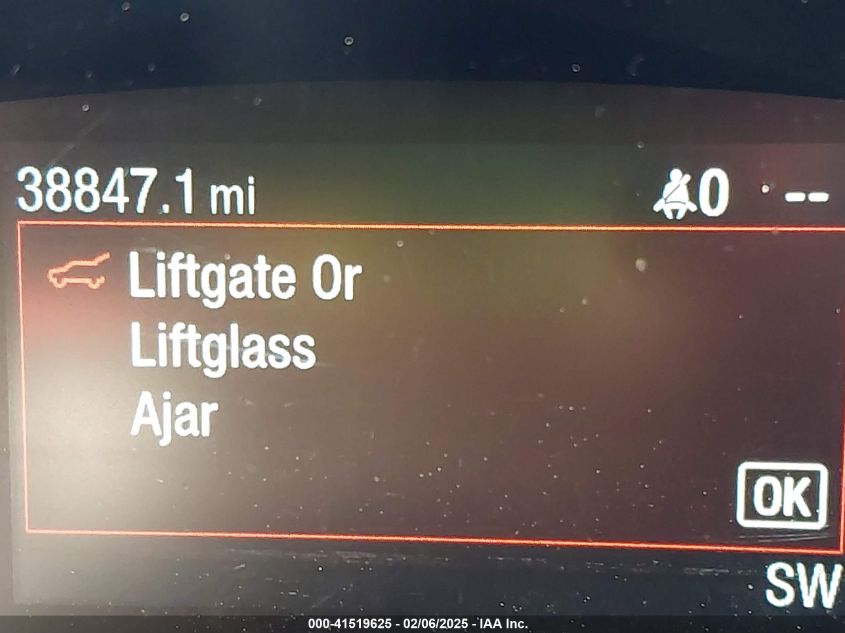 38847.1 mi 0 --
Liftgate Or
Liftglass
Ajar
OK
SW
000-41519625 - 02/06/2025 - IAA Inc.